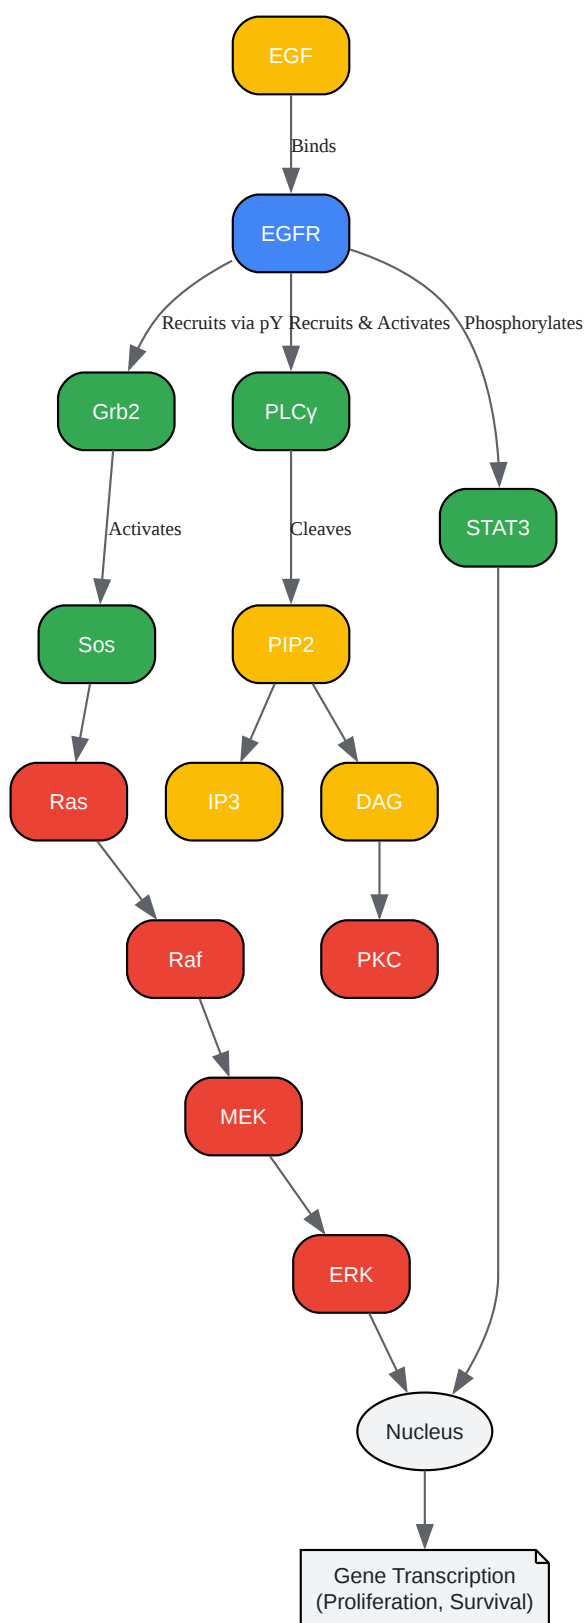 EGF
Binds
EGFR
Recruits via pY
Recruits & Activates
Phosphorylates
Grb2
PLCγ
STAT3
Activates
Cleaves
Sos
PIP2
Ras
IP3
DAG
Raf
PKC
MEK
ERK
Nucleus
Gene Transcription
(Proliferation, Survival)